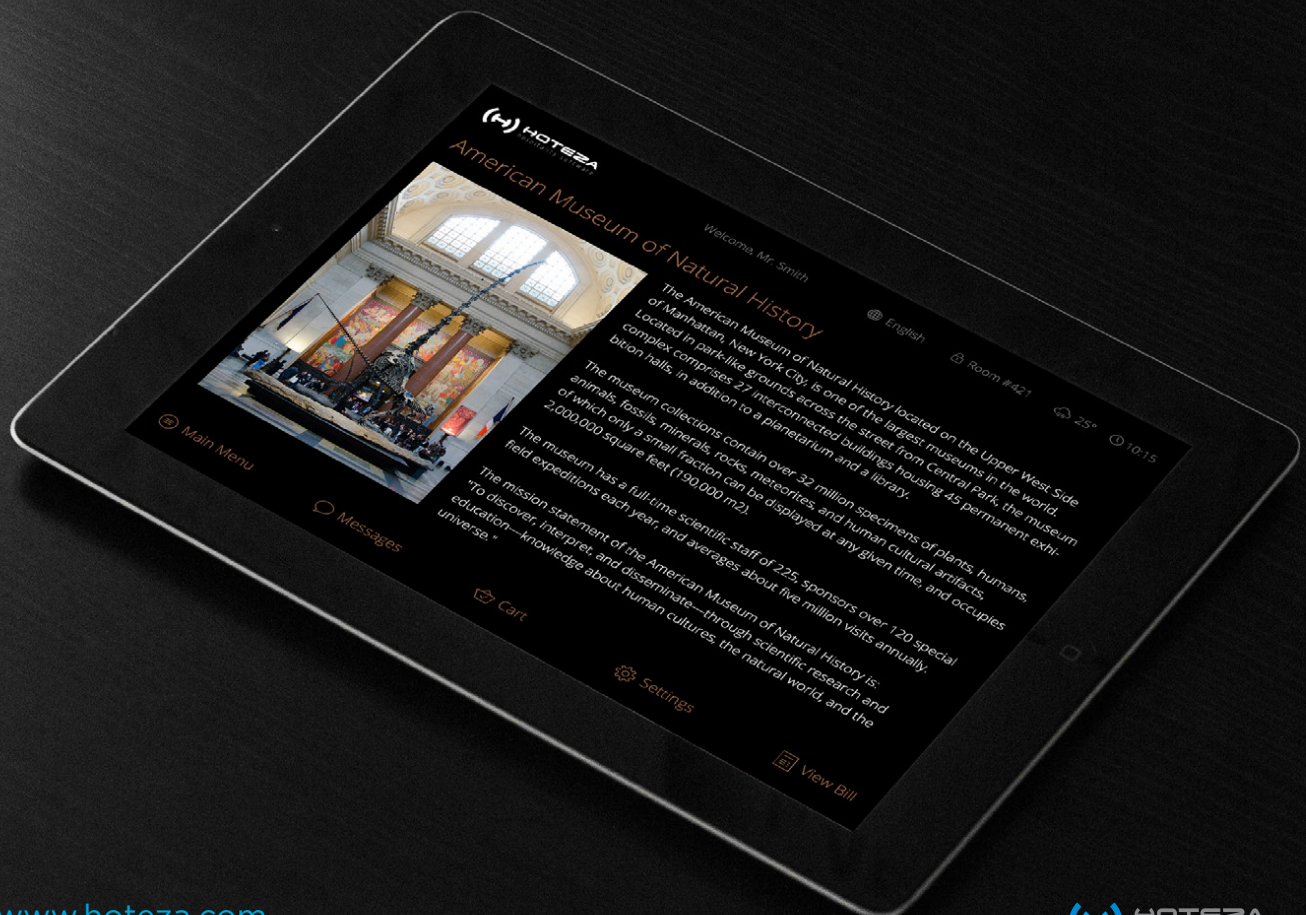 HOTEZA
hospitality software
American Museum of Natural History
Welcome, Mr. Smith
English
Room #421
25°
10:15
The American Museum of Natural History located on the Upper West Side
of Manhattan, New York City, is one of the largest museums in the world.
Located in park-like grounds across the street from Central Park, the museum
complex comprises 27 interconnected buildings housing 45 permanent exhi-
bition halls, in addition to a planetarium and a library.
The museum collections contain over 32 million specimens of plants, humans,
animals, fossils, minerals, rocks, meteorites, and human cultural artifacts,
of which only a small fraction can be displayed at any given time, and occupies
2,000,000 square feet (190,000 m2).
The museum has a full-time scientific staff of 225, sponsors over 120 special
field expeditions each year, and averages about five million visits annually.
The mission statement of the American Museum of Natural History is:
"To discover, interpret, and disseminate—through scientific research and
education—knowledge about human cultures, the natural world, and the
universe."
Main Menu
Messages
Cart
Settings
View Bill
www.hoteza.com
HOTEZA